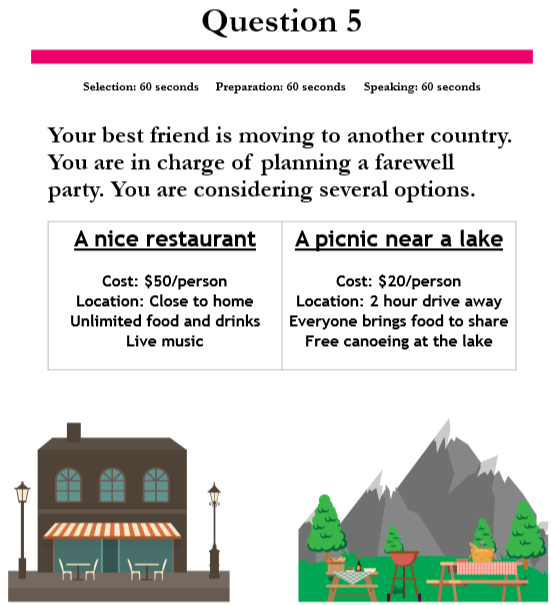 Question 5
Selection: 60 seconds Preparation: 60 seconds Speaking: 60 seconds
Your best friend is moving to another country.
You are in charge of planning a farewell
party. You are considering several options.
A nice restaurant
Cost: $50/person
Location: Close to home
Unlimited food and drinks
Live music
A picnic near a lake
Cost: $20/person
Location: 2 hour drive away
Everyone brings food to share
Free canoeing at the lake